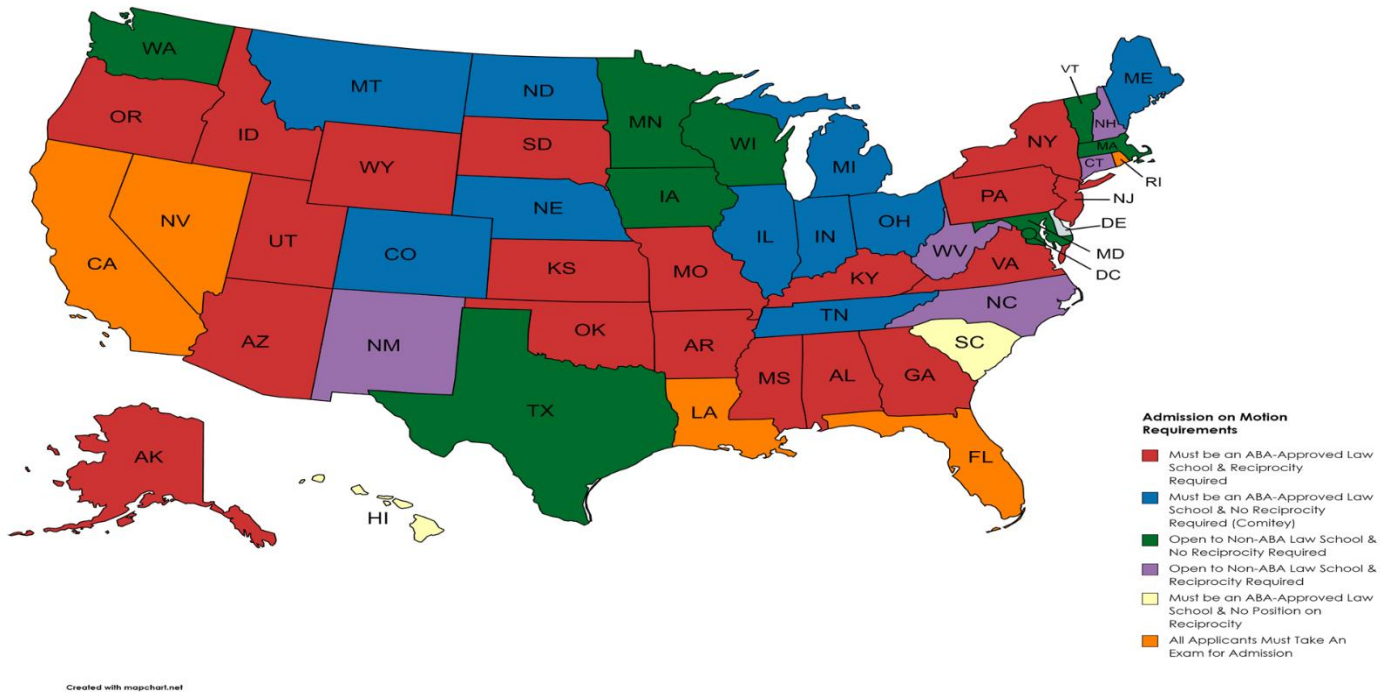 WA
MT
ND
MN
VT
ME
OR
ID
SD
WI
NH
NY
MA
WY
MI
CT
RI
IA
PA
NJ
NE
NV
UT
IL
IN
OH
DE
CO
WV
MD
CA
KS
MO
KY
VA
DC
TN
NC
AZ
NM
OK
AR
SC
MS
AL
GA
TX
LA
FL
AK
HI
Admission on Motion
Requirements
Must be an ABA-Approved Law
School & Reciprocity
Required
Must be an ABA-Approved Law
School & No Reciprocity
Required (Comitey)
Open to Non-ABA Law School &
No Reciprocity Required
Open to Non-ABA Law School &
Reciprocity Required
Must be an ABA-Approved Law
School & No Position on
Reciprocity
All Applicants Must Take An
Exam for Admission
Created with mapchart.net